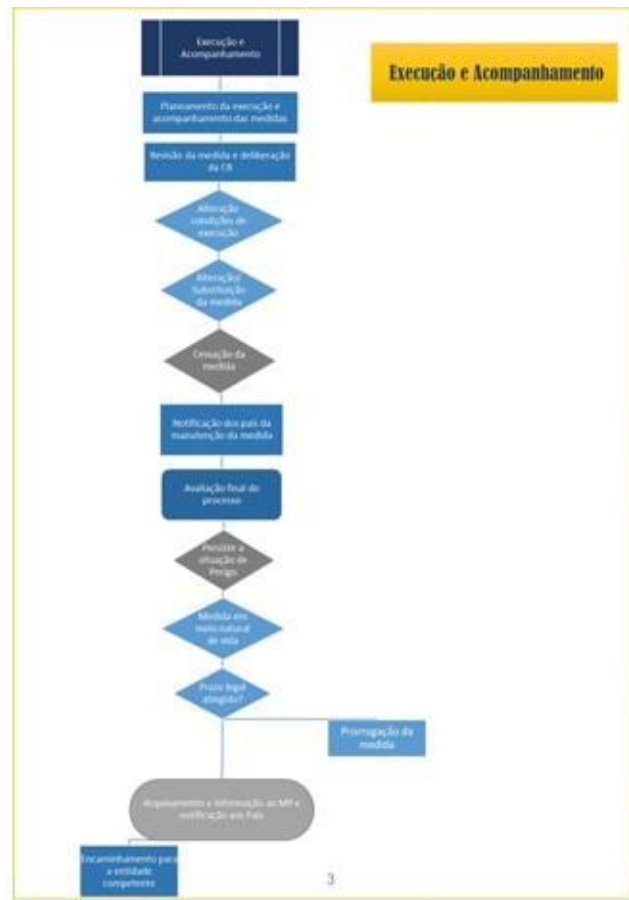 Execução e
Acompanhamento
Execução e Acompanhamento
Planeamento da execução e
acompanhamento das medidas
Revisão da medida e deliberação
da CR
Alteração
condições de
execução
Alteração/
Substituição
da medida
Cessação da
medida
Notificação dos pais da
manutenção da medida
Avaliação final do
processo
Persiste a
situação de
Perigo
Medida em
meio natural
de vida
Prazo legal
atingido?
Prorrogação da
medida
Arquivamento e informação ao MP e
notificação aos Pais
Encaminhamento para
a entidade
competente
3